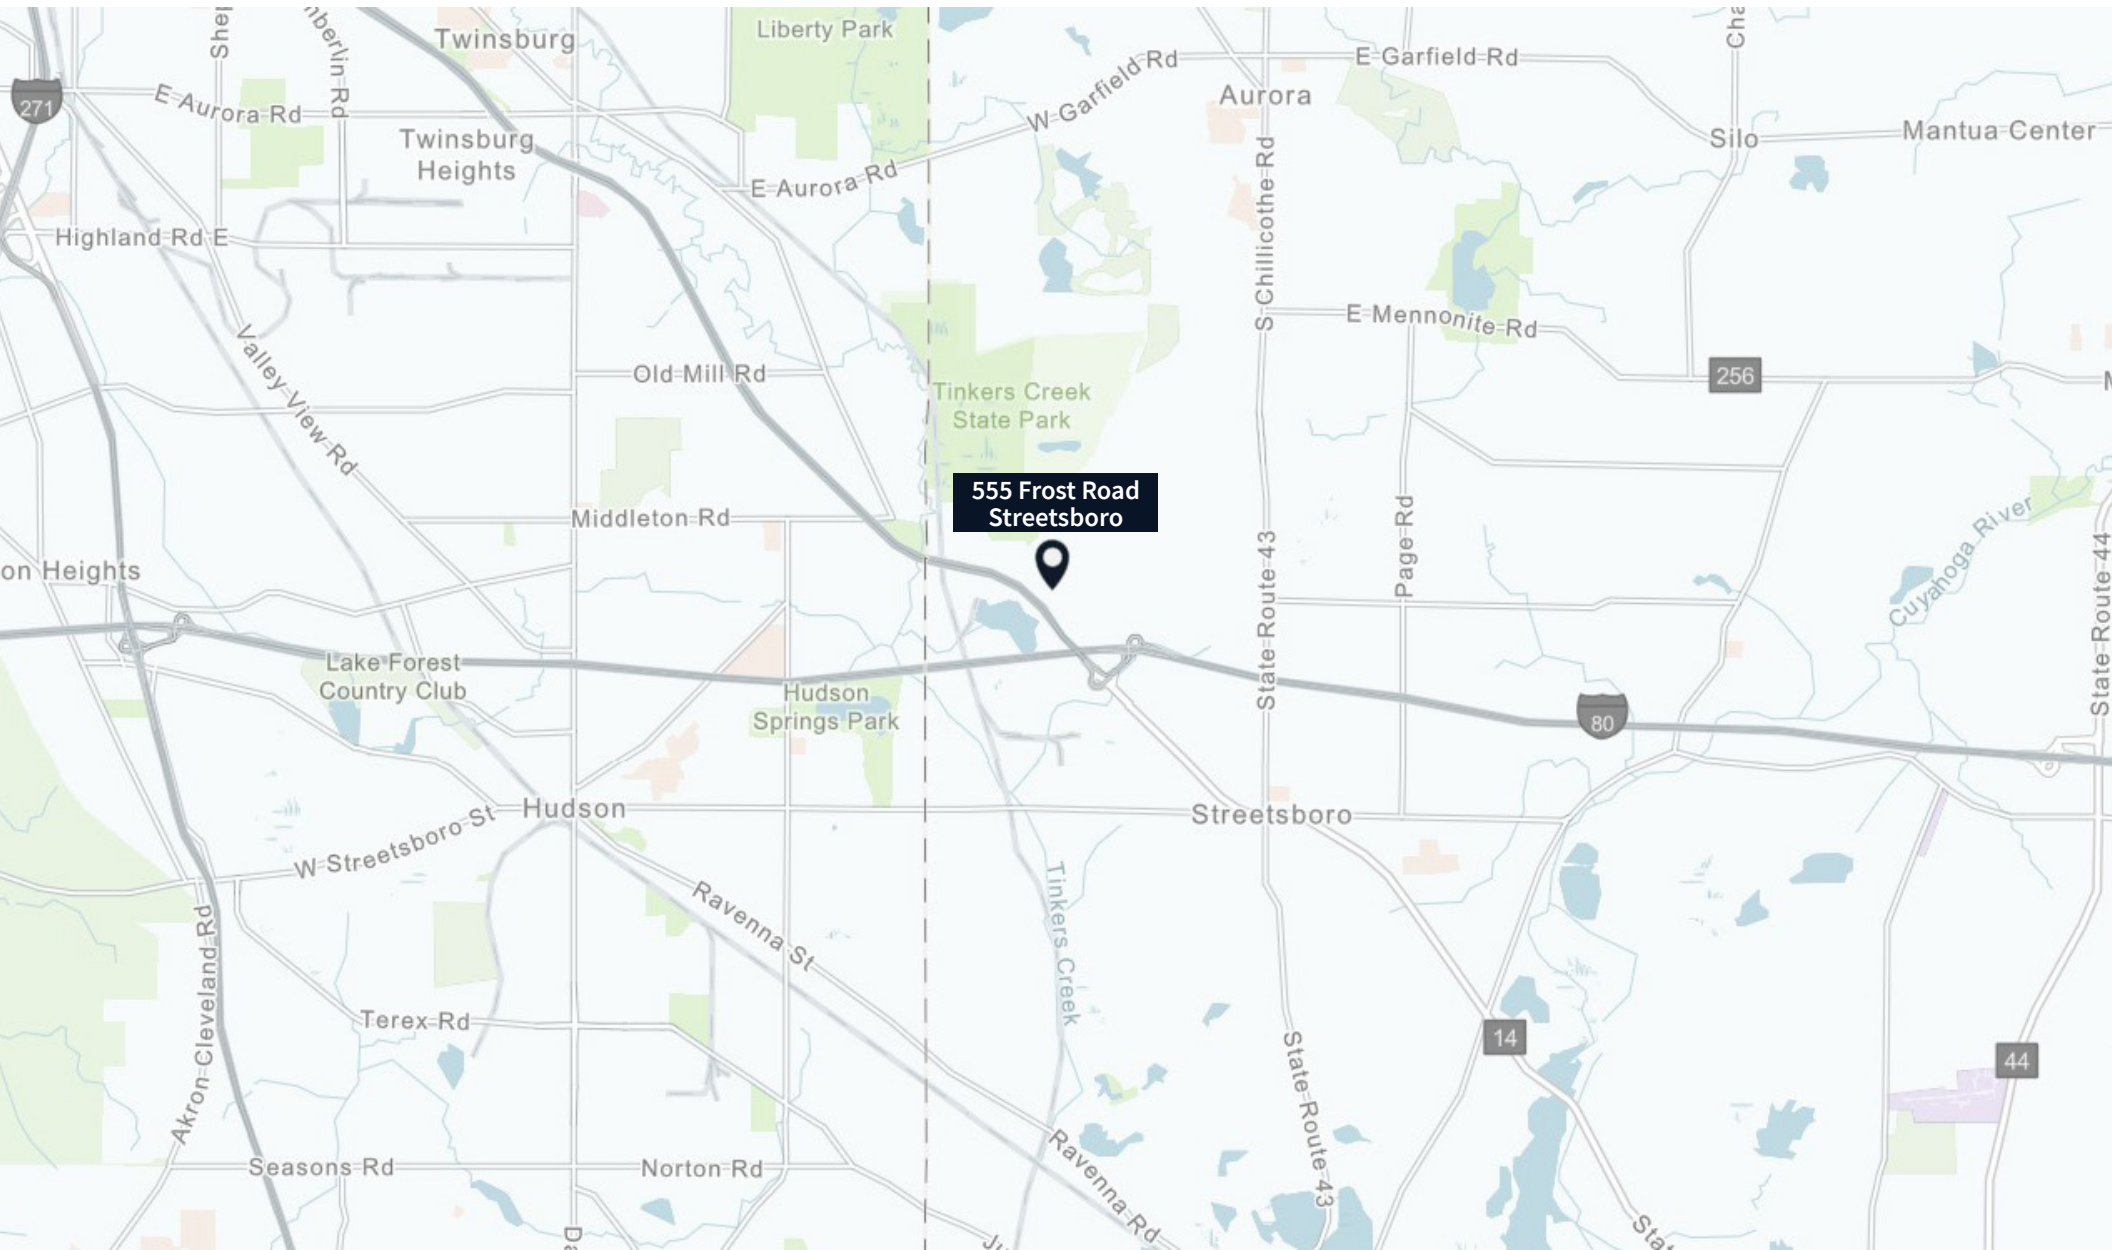 Liberty Park
Twinsburg
E Garfield Rd
W Garfield Rd
Aurora
271
E Aurora Rd
Twinsburg
Heights
Silo
Mantua Center
E Aurora Rd
Highland Rd E
S Chillicothe Rd
E Mennonite Rd
Valley View Rd
Old Mill Rd
256
Tinkers Creek
State Park
555 Frost Road
Streetsboro
Middleton Rd
Page Rd
Cuyahoga River
State Route 44
on Heights
State Route 43
Lake Forest
Country Club
Hudson
Springs Park
80
Hudson
Streetsboro
W Streetsboro St
Ravenna St
Tinkers Creek
Akron Cleveland Rd
Terex Rd
14
44
State Route 43
Seasons Rd
Norton Rd
Ravenna Rd